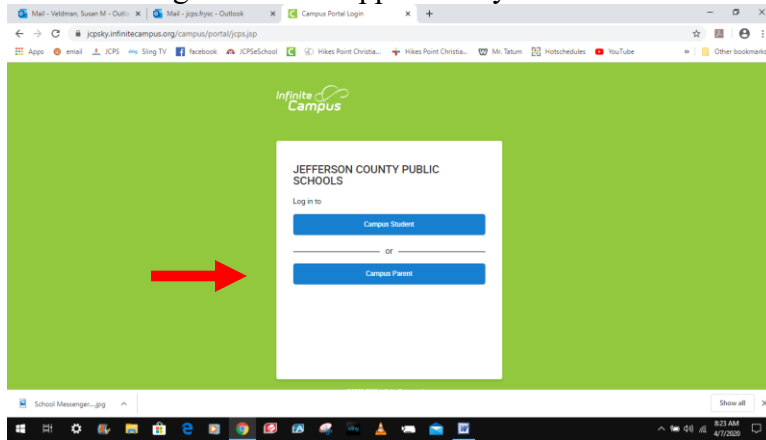 Mail - Veldman, Susan M - Outlo
Mail - jcps.frysc - Outlook
Campus Portal Login
jcpsky.infinitecampus.org/campus/portal/jcps.jsp
Apps
email
JCPS
Sling TV
facebook
JCPSeSchool
Hikes Point Christia...
Hikes Point Christia...
Mr. Tatum
Hotschedules
YouTube
Other bookmarks
Infinite
Campus
JEFFERSON COUNTY PUBLIC
SCHOOLS
Log in to
Campus Student
or
Campus Parent
School Messenger....jpg
Show all
8:23 AM
4/7/2020